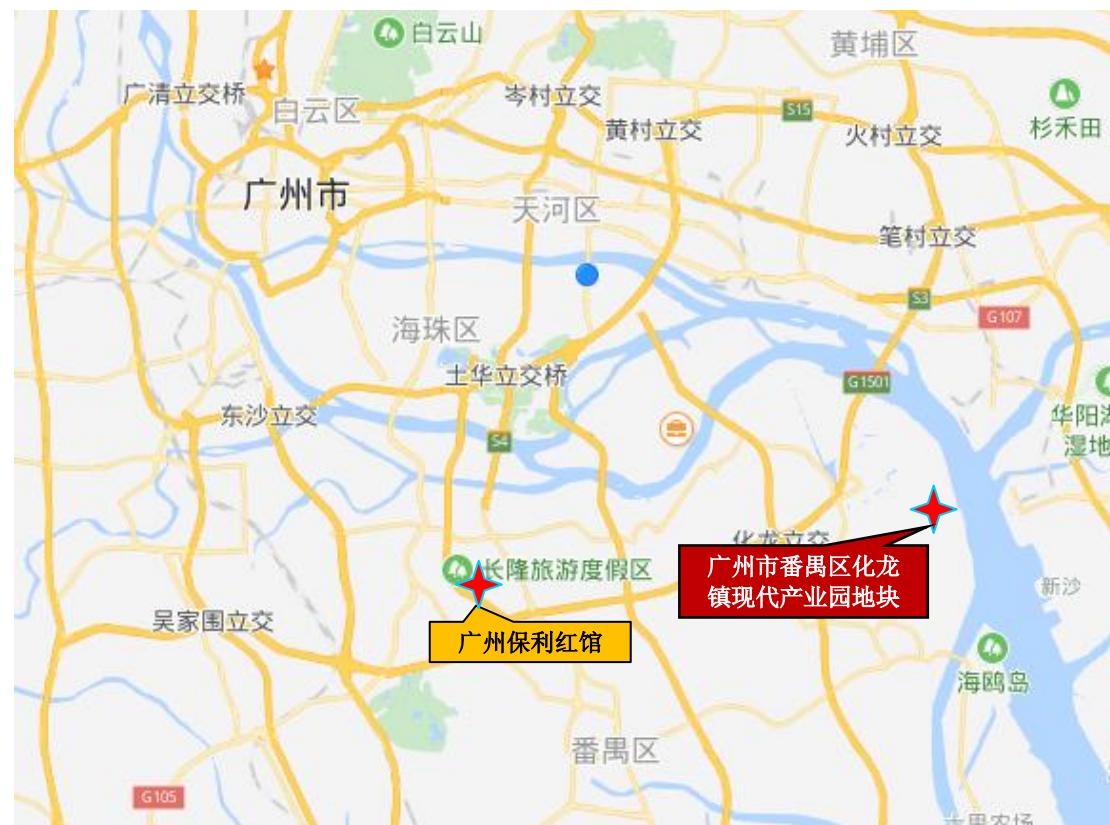 白云山
黄埔区
广清立交桥
岑村立交
白云区
S15
黄村立交
火村立交
杉禾田
广州市
天河区
笔村立交
S3
G107
海珠区
土华立交桥
G1501
东沙立交
华阳湖
湿地
S4
化龙立交
长隆旅游度假区
广州市番禺区化龙
镇现代产业园地块
新沙
吴家围立交
广州保利红馆
海鸥岛
番禺区
G105